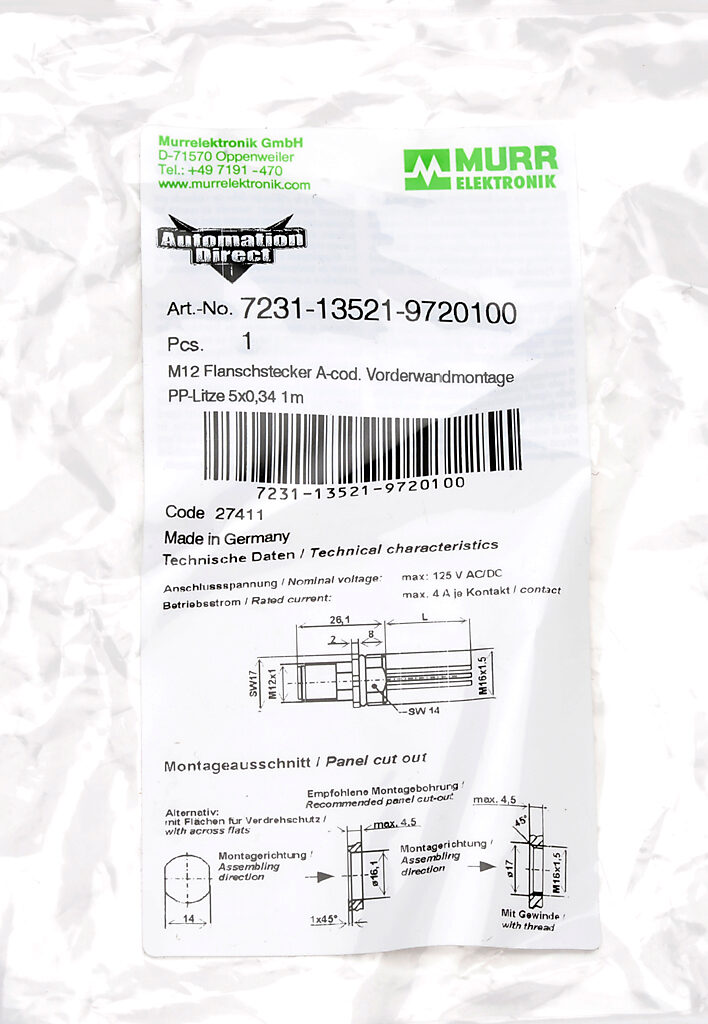 Murrelektronik GmbH
D-71570 Oppenweiler
Tel.: +49 7191 -470
www.murrelektronik.com
MURR
ELEKTRONIK
Automation
Direct
Art.-No. 7231-13521-9720100
Pcs. 1
M12 Flanschstecker A-cod. Vorderwandmontage
PP-Litze 5x0,34 1m
7231-13521-9720100
Code 27411
Made in Germany
Technische Daten / Technical characteristics
Anschlussspannung / Nominal voltage: max: 125 V AC/DC
Betriebsstrom / Rated current: max. 4 A je Kontakt / contact
26,1
L
2
8
SW17
M12x1
M16x1,5
SW 14
Montageausschnitt / Panel cut out
Empfohlene Montagebohrung /
Recommended panel cut-out
max. 4,5
Alternativ:
mit Flächen für Verdrehschutz /
with across flats
max. 4,5
45°
Montagerichtung /
Assembling
direction
ø16,1
Montagerichtung /
Assembling
direction
ø17
M16x1,5
14
1x45°
Mit Gewinde /
with thread